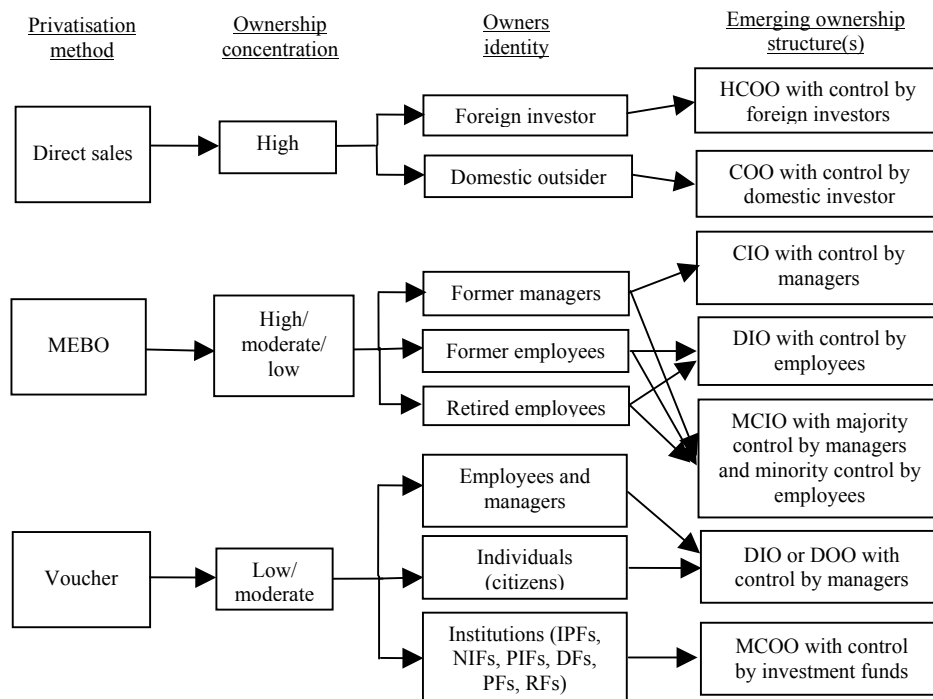 Privatisation
method
Ownership
concentration
Owners
identity
Emerging ownership
structure(s)
Direct sales
High
Foreign investor
Domestic outsider
HCOO with control by
foreign investors
COO with control by
domestic investor
MEBO
High/
moderate/
low
Former managers
Former employees
Retired employees
CIO with control by
managers
DIO with control by
employees
MCIO with majority
control by managers
and minority control by
employees
Voucher
Low/
moderate
Employees and
managers
Individuals
(citizens)
Institutions (IPFs,
NIFs, PIFs, DFs,
PFs, RFs)
DIO or DOO with
control by managers
MCOO with control
by investment funds